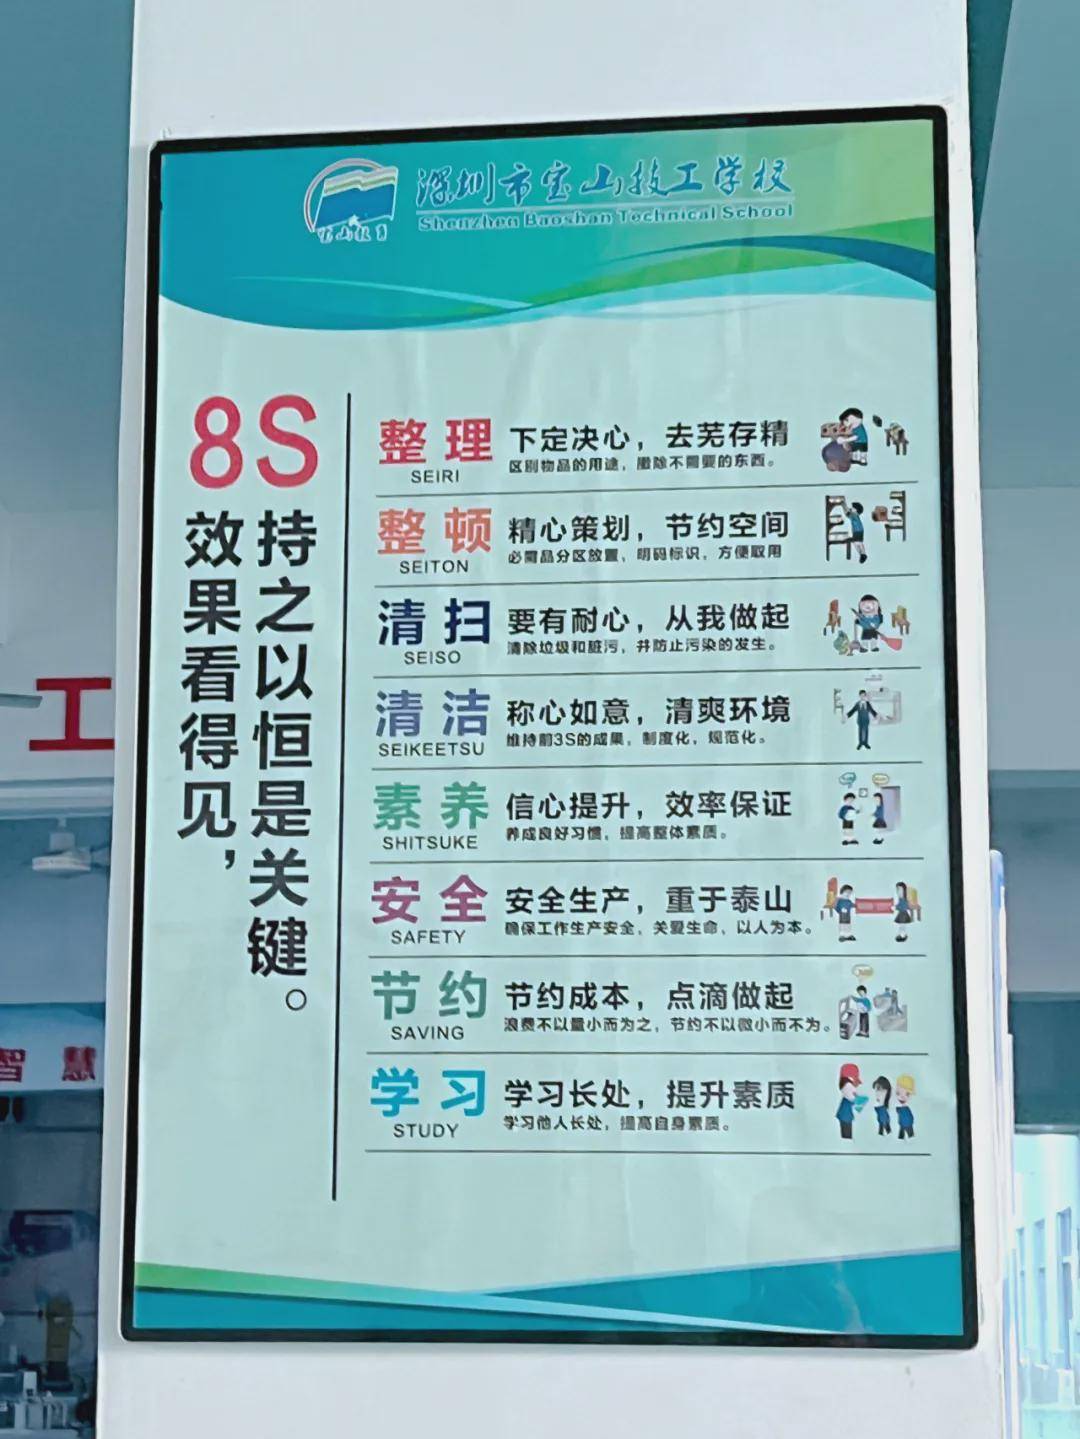 深圳市宝山技工学校
Shenzhen Baoshan Technical School
宝山教育
8S
持之以恒是关键。
效果看得见，
整理
SEIRI
下定决心，去芜存精
区别物品的用途，撤除不需要的东西。
整顿
SEITON
精心策划，节约空间
必需品分区放置，明码标识，方便取用
清扫
SEISO
要有耐心，从我做起
清除垃圾和脏污，并防止污染的发生。
清洁
SEIKEETSU
称心如意，清爽环境
维持前3S的成果，制度化，规范化。
素养
SHITSUKE
信心提升，效率保证
养成良好习惯，提高整体素质。
安全
SAFETY
安全生产，重于泰山
确保工作生产安全，关爱生命，以人为本。
节约
SAVING
节约成本，点滴做起
浪费不以量小而为之，节约不以微小而不为。
学习
STUDY
学习长处，提升素质
学习他人长处，提高自身素质。
工
智慧